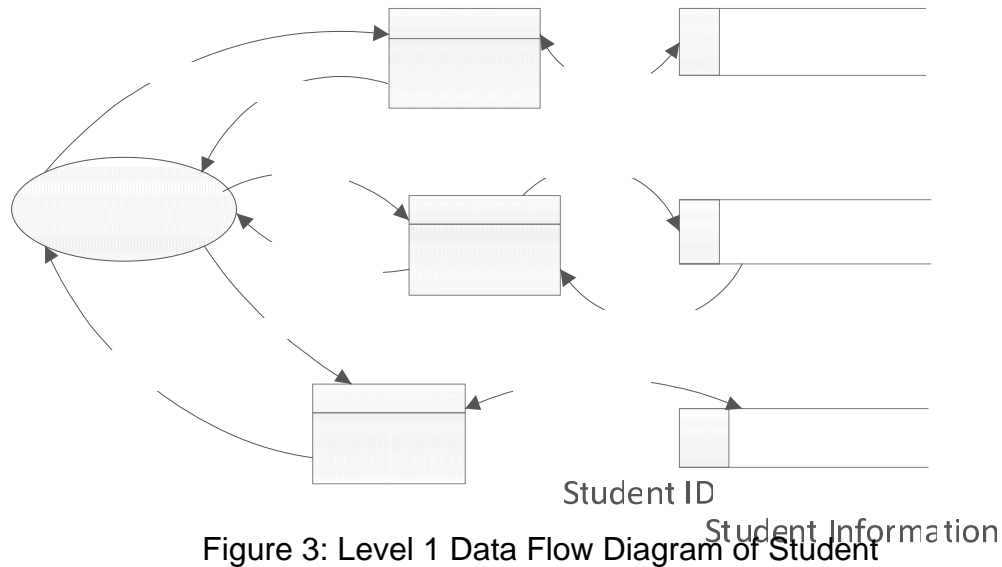 Student ID
Student Information
Figure 3: Level 1 Data Flow Diagram of Student